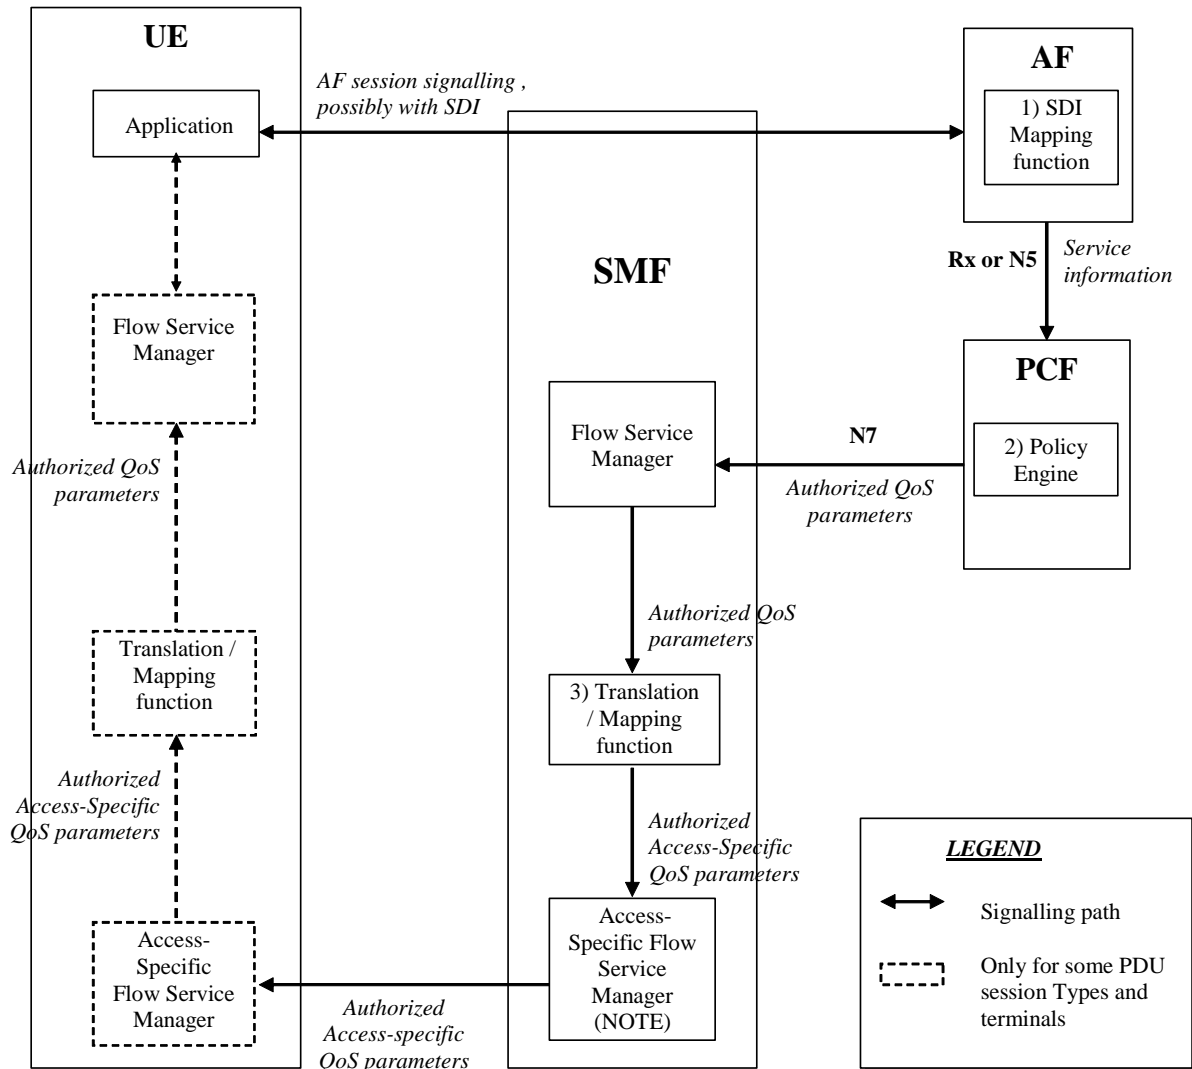 UE
Application
Flow Service
Manager
Authorized QoS
parameters
Translation /
Mapping
function
Authorized
Access-Specific
QoS parameters
Access-
Specific
Flow Service
Manager
AF session signalling ,
possibly with SDI
SMF
Flow Service
Manager
Authorized QoS
parameters
3) Translation
/ Mapping
function
Authorized
Access-Specific
QoS parameters
Access-
Specific Flow
Service
Manager
(NOTE)
Authorized
Access-specific
QoS parameters
AF
1) SDI
Mapping
function
Rx or N5
Service
information
PCF
2) Policy
Engine
N7
Authorized QoS
parameters
LEGEND
Signalling path
Only for some PDU
session Types and
terminals